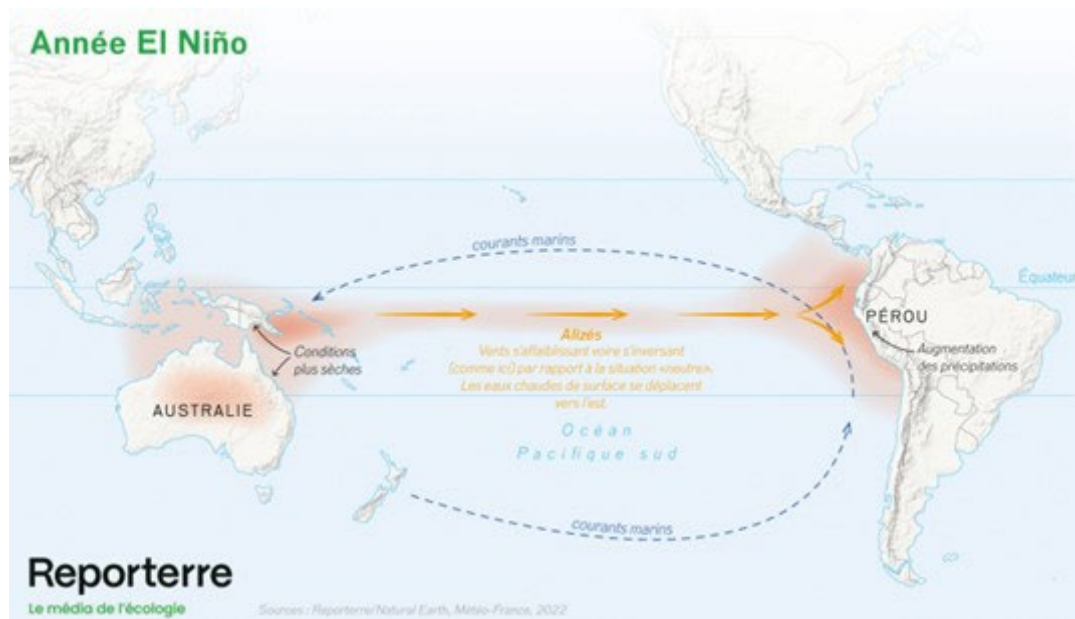 Année El Niño
courants marins
Équateur
Alizés
Vents s'affaiblissant voire s'inversant
(comme ici) par rapport à la situation «neutre».
Les eaux chaudes de surface se déplacent
vers l'est.
PÉROU
Augmentation
des précipitations
Conditions
plus sèches
AUSTRALIE
Océan
Pacifique sud
courants marins
Reporterre
Le média de l'écologie
Sources : Reporterre/Natural Earth, Météo-France, 2022